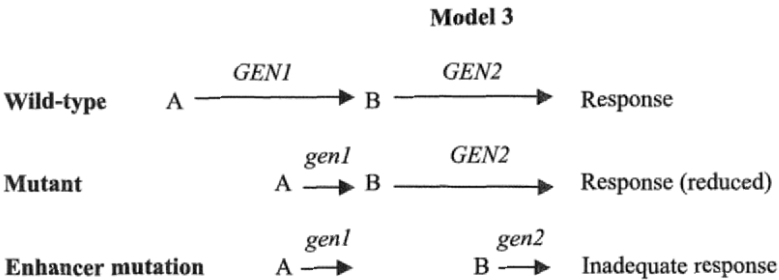 Model 3
GEN1 GEN2
Wild-type A B Response
gen1 GEN2
Mutant A B Response (reduced)
gen1 gen2
Enhancer mutation A B Inadequate response